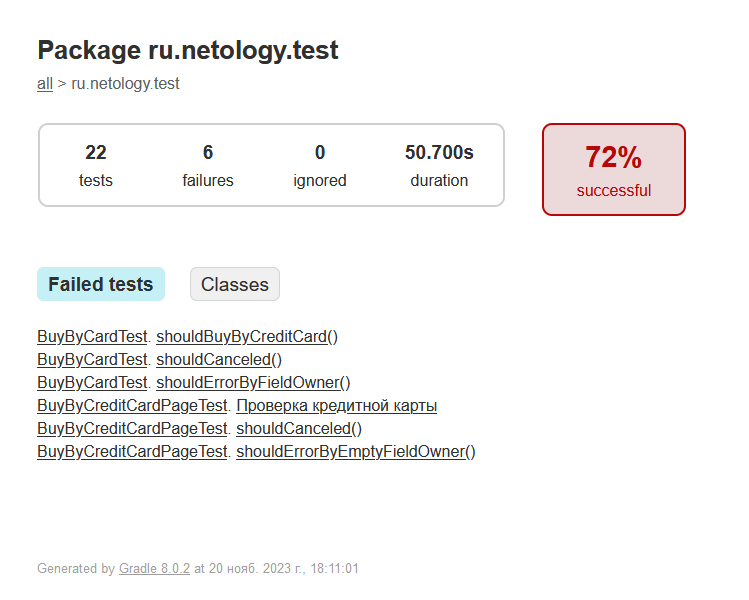 Package ru.netology.test
all > ru.netology.test
22 6 0 50.700s
tests failures ignored duration
72%
successful
Failed tests Classes
BuyByCardTest. shouldBuyByCreditCard()
BuyByCardTest. shouldCanceled()
BuyByCardTest. shouldErrorByFieldOwner()
BuyByCreditCardPageTest. Проверка кредитной карты
BuyByCreditCardPageTest. shouldCanceled()
BuyByCreditCardPageTest. shouldErrorByEmptyFieldOwner()
Generated by Gradle 8.0.2 at 20 нояб. 2023 г., 18:11:01